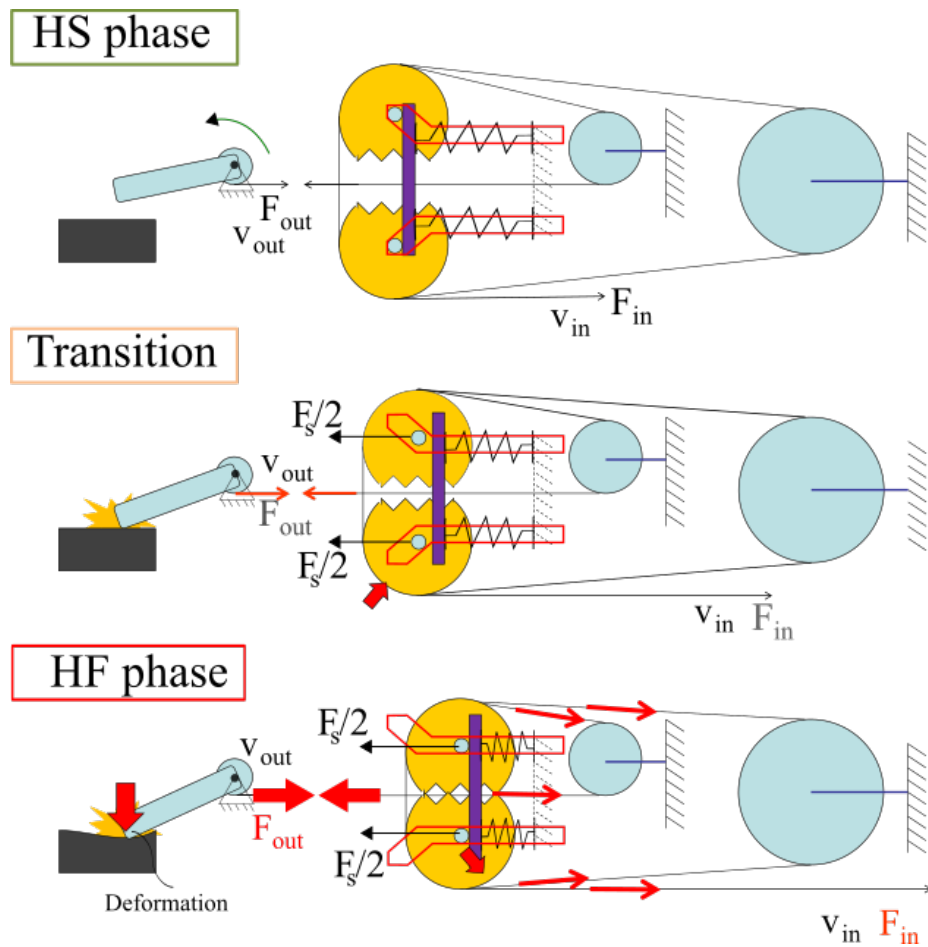 HS phase
F_out
v_out
v_in F_in
Transition
F_s/2
v_out
F_out
F_s/2
v_in F_in
HF phase
F_s/2
v_out
F_out
F_s/2
Deformation
v_in F_in